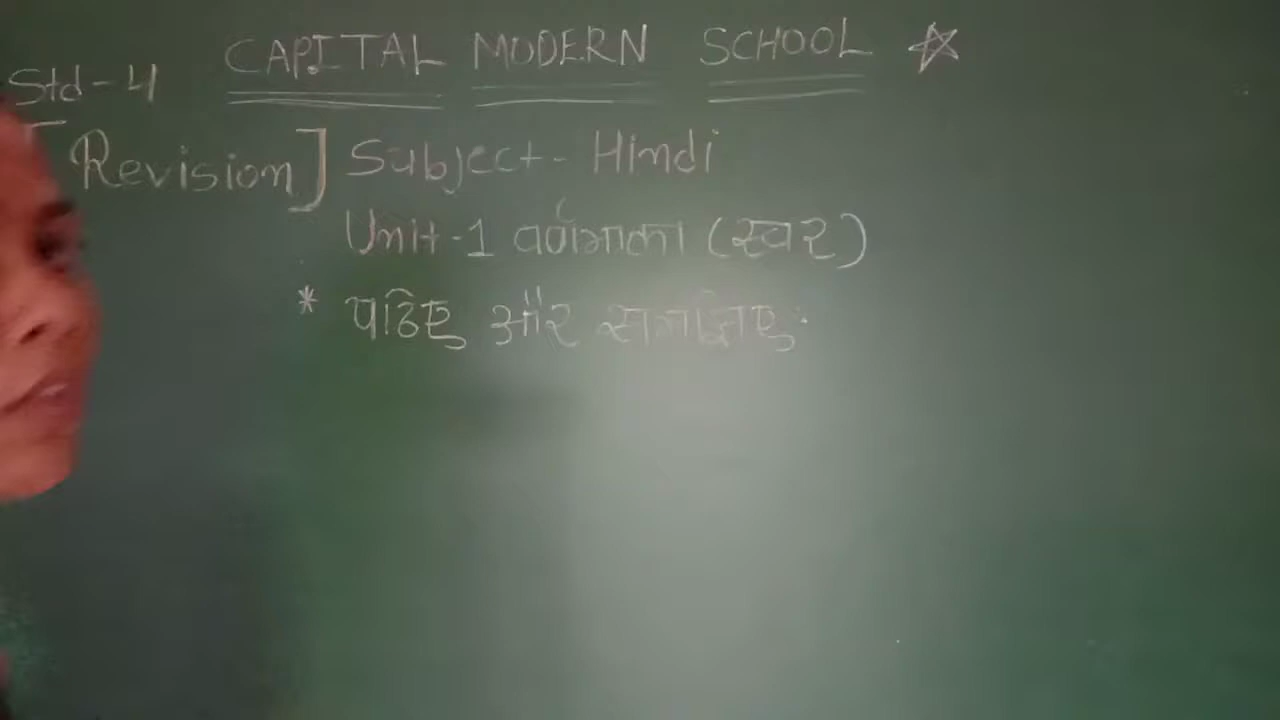 CAPITAL MODERN SCHOOL
Std-4
[Revision] Subject - Hindi
Unit-1 वर्णमाला (स्वर)
* पढिए और समझिए: